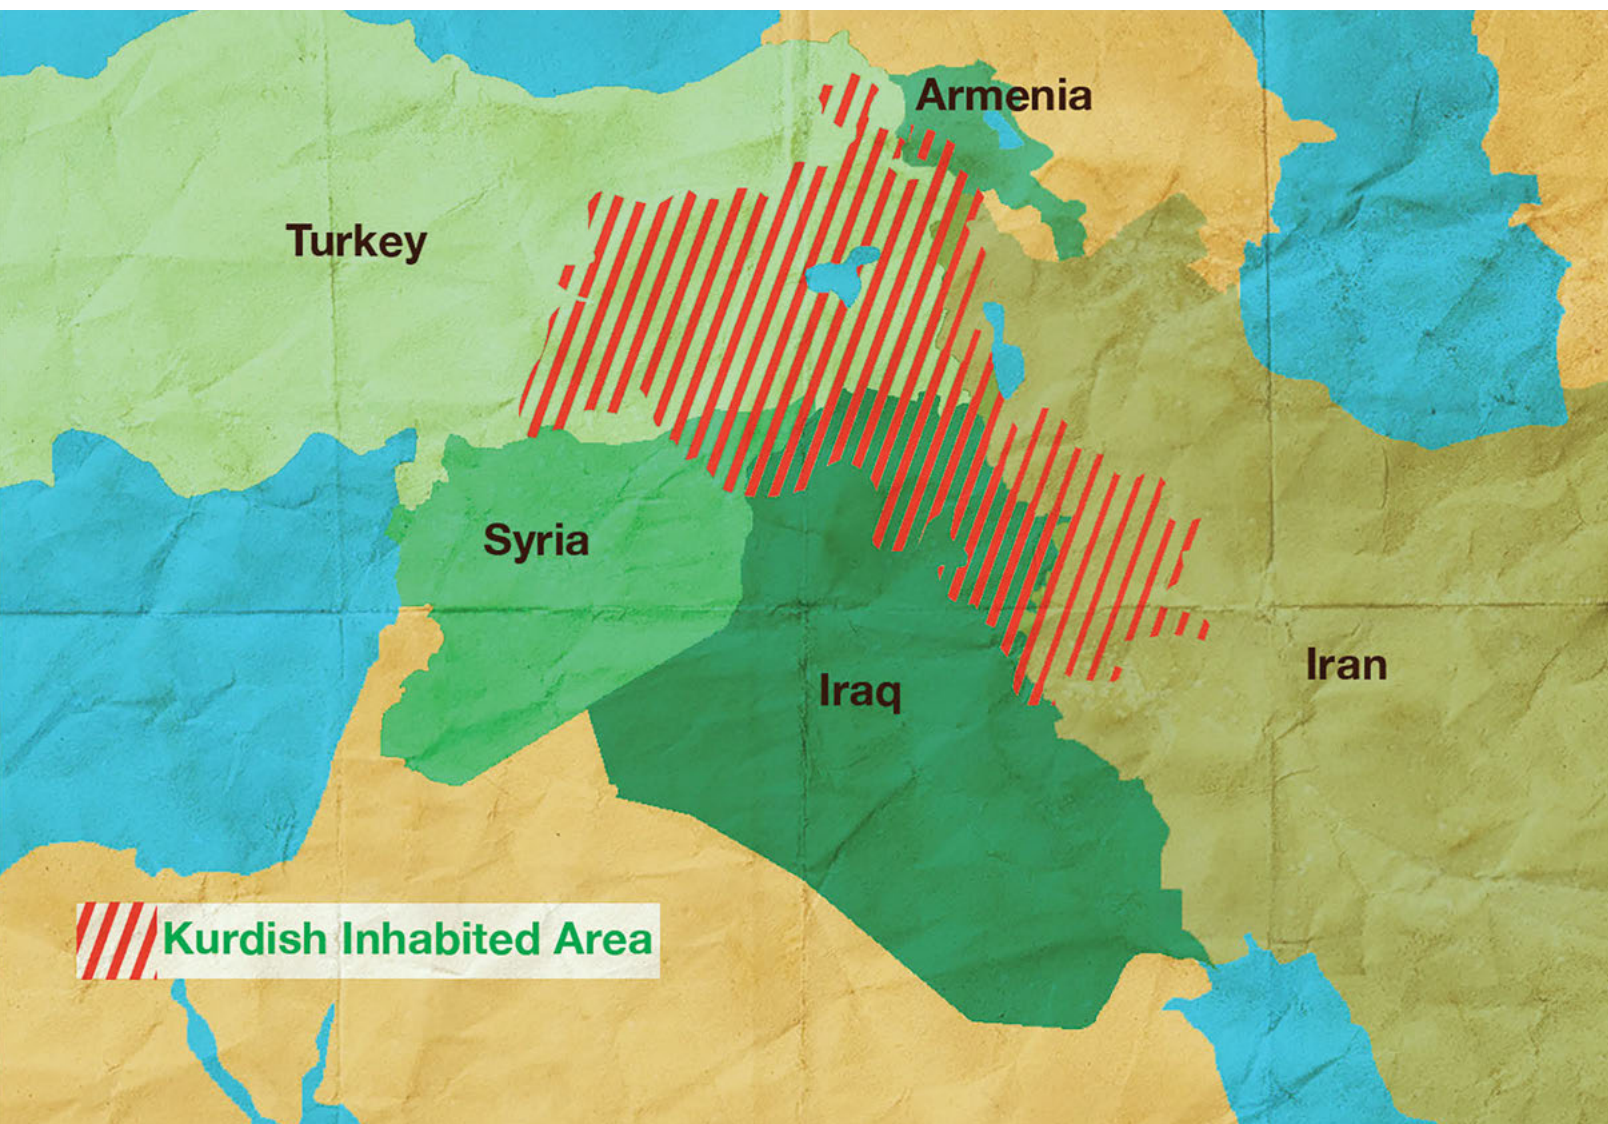 Armenia
Turkey
Syria
Iraq
Iran
Kurdish Inhabited Area